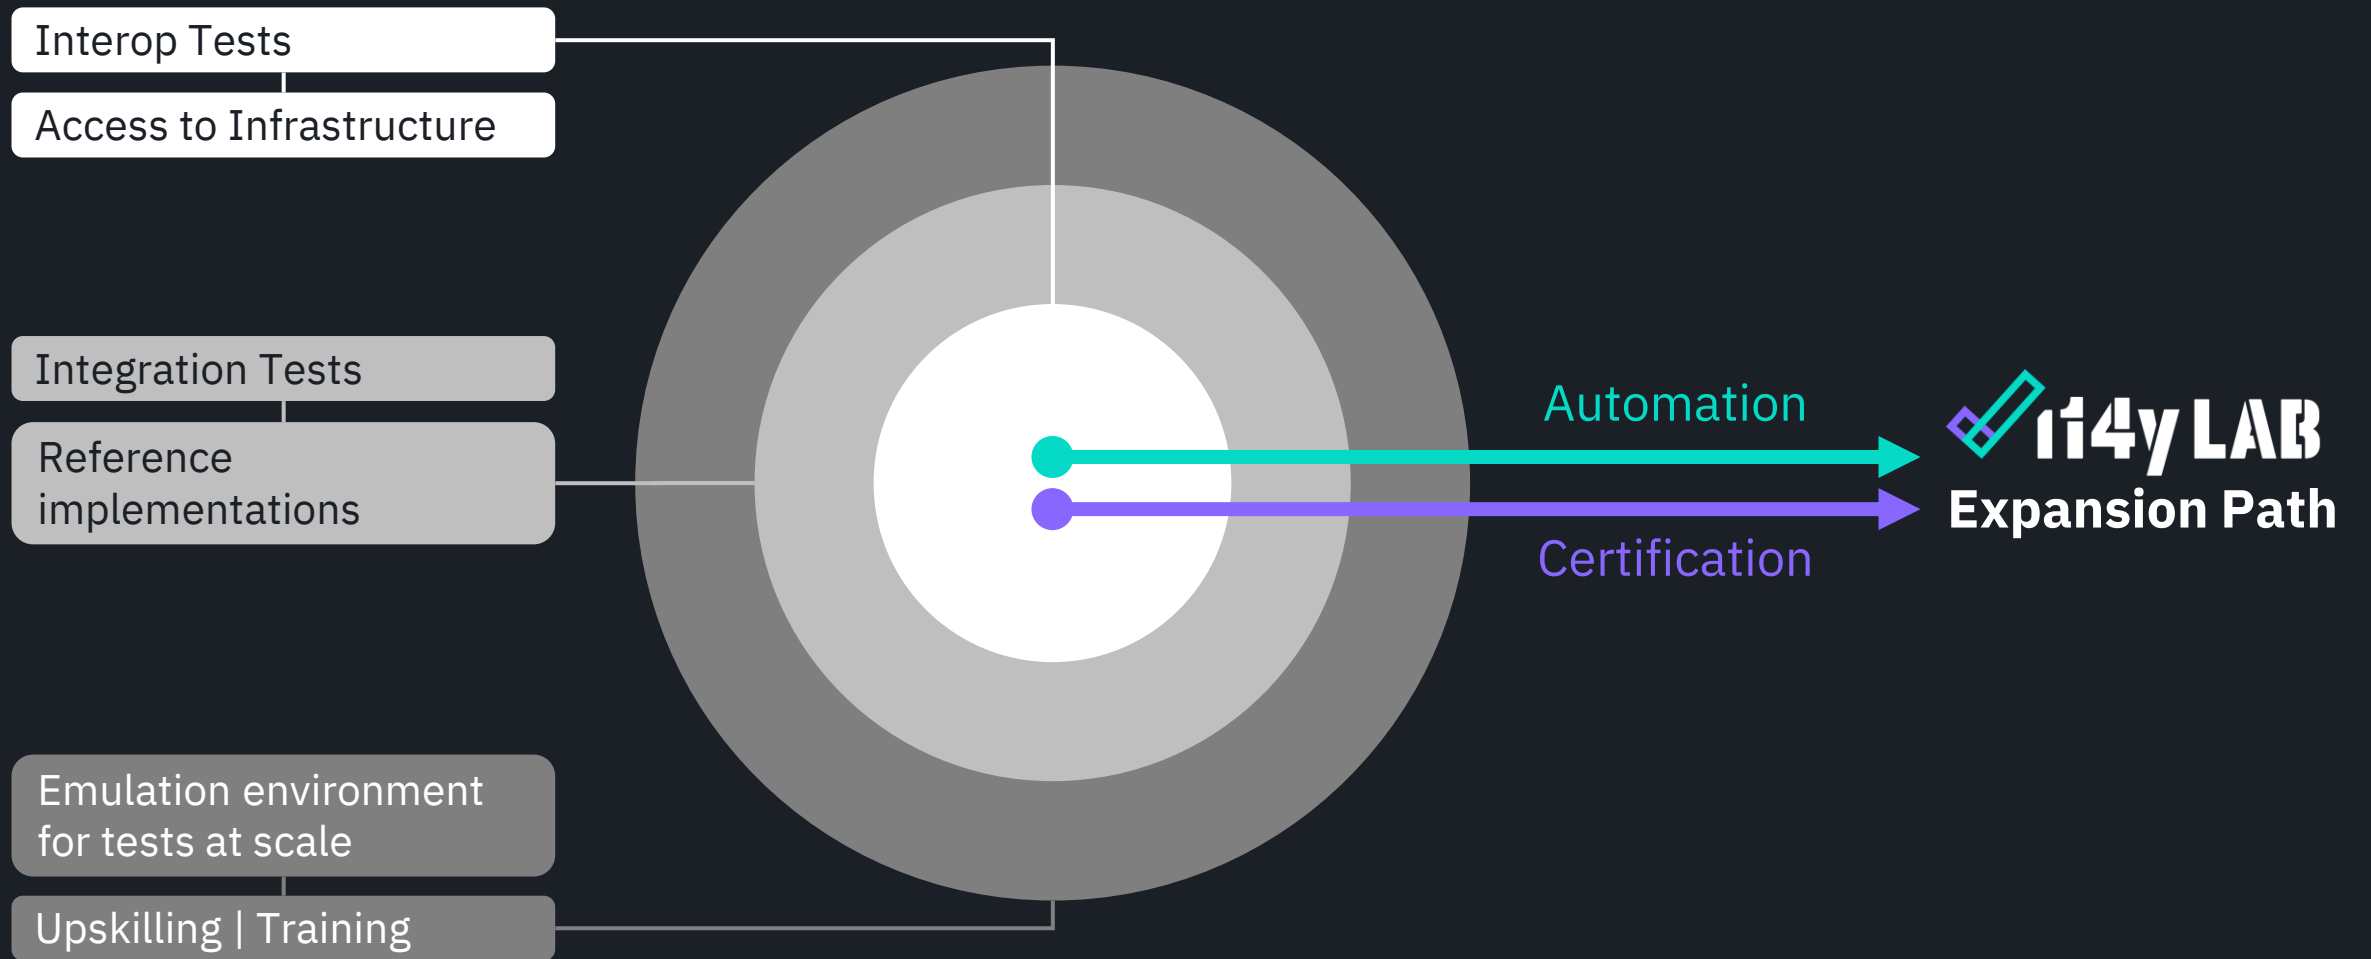 Interop Tests
Access to Infrastructure
Integration Tests
Reference
implementations
Emulation environment
for tests at scale
Upskilling | Training
Automation
Certification
i14y LAB
Expansion Path